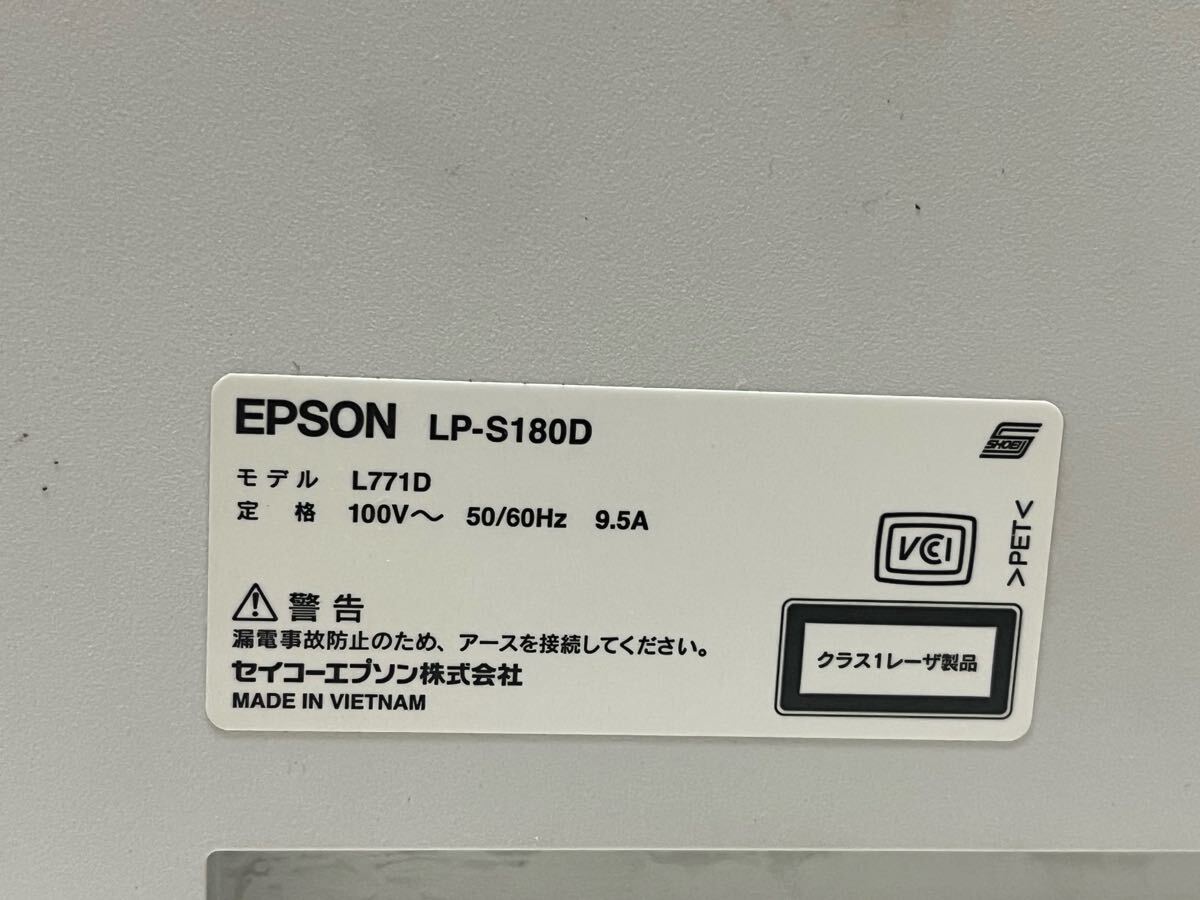 EPSON LP-S180D
SHOEI
モデル L771D
定格 100V～ 50/60Hz 9.5A
VCCI
>PET<
警告
漏電事故防止のため、アースを接続してください。
セイコーエプソン株式会社
MADE IN VIETNAM
クラス1レーザ製品